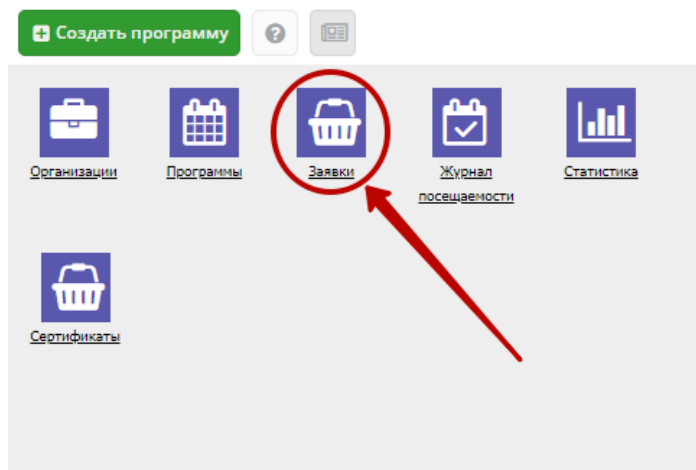 Создать программу
Организации
Программы
Заявки
Журнал
посещаемости
Статистика
Сертификаты